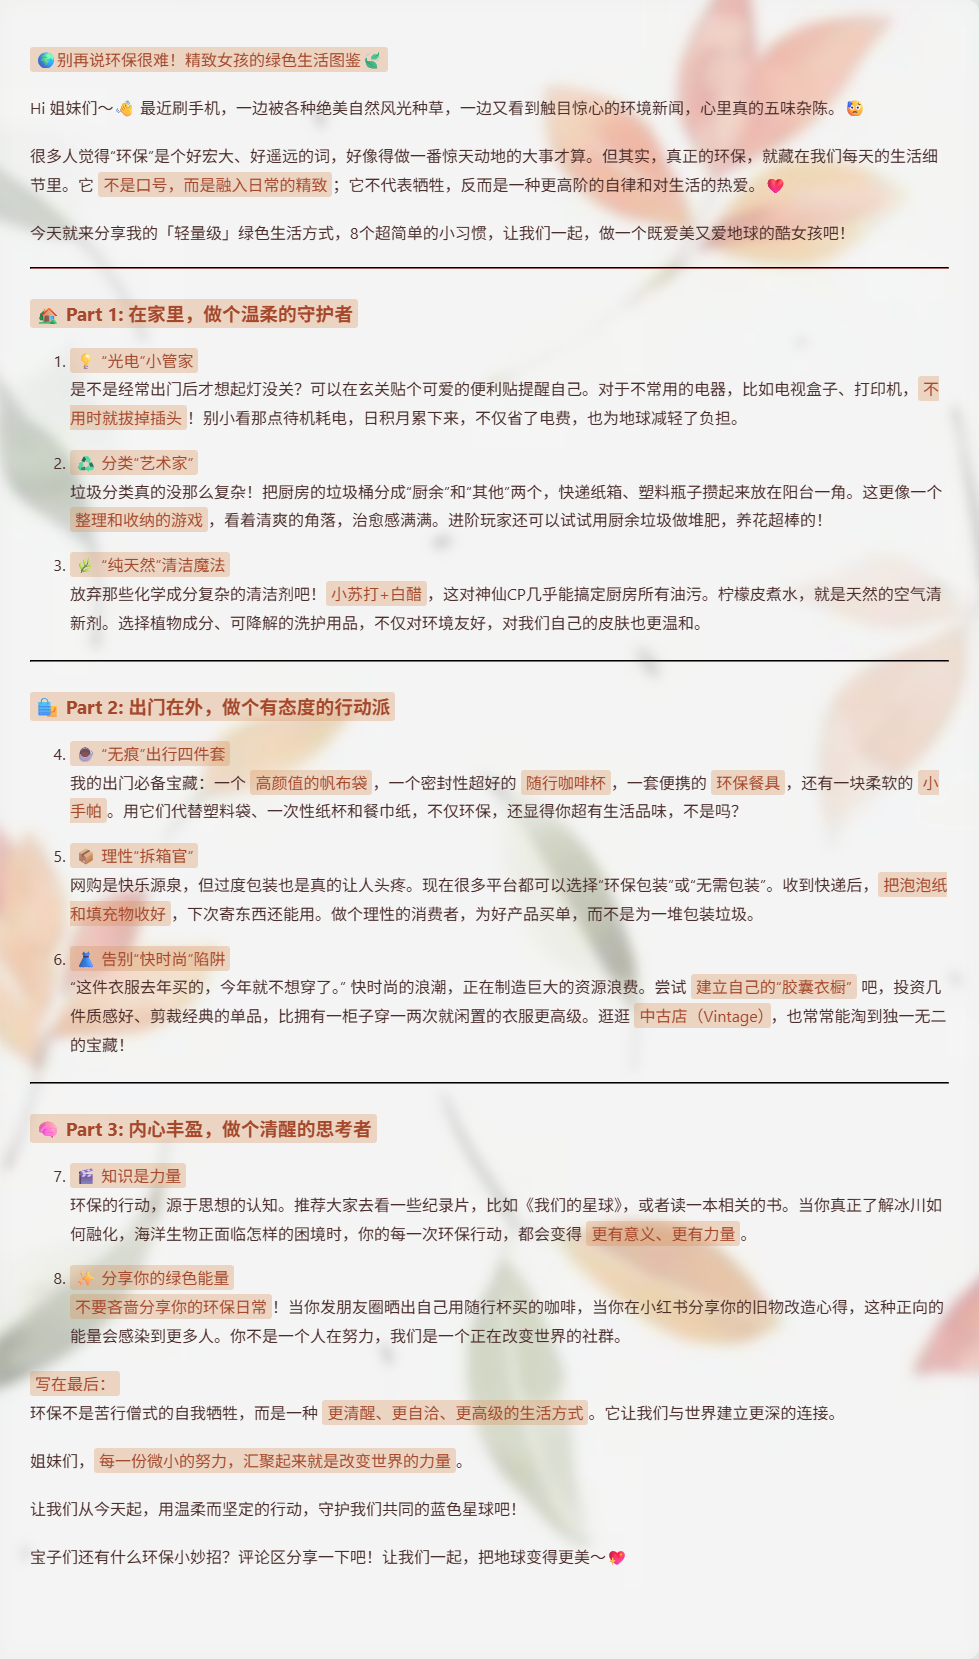 🌍别再说环保很难！精致女孩的绿色生活图鉴🌿
Hi 姐妹们～👋 最近刷手机，一边被各种绝美自然风光种草，一边又看到触目惊心的环境新闻，心里真的五味杂陈。😥
很多人觉得“环保”是个好宏大、好遥远的词，好像得做一番惊天动地的大事才算。但其实，真正的环保，就藏在我们每天的生活细
节里。它 不是口号，而是融入日常的精致 ；它不代表牺牲，反而是一种更高阶的自律和对生活的热爱。❤️
今天就来分享我的「轻量级」绿色生活方式，8个超简单的小习惯，让我们一起，做一个既爱美又爱地球的酷女孩吧！
🏡 Part 1: 在家里，做个温柔的守护者
1. 💡 “光电”小管家
是不是经常出门后才想起灯没关？可以在玄关贴个可爱的便利贴提醒自己。对于不常用的电器，比如电视盒子、打印机， 不
用时就拔掉插头 ！别小看那点待机耗电，日积月累下来，不仅省了电费，也为地球减轻了负担。
2. ♻️ 分类“艺术家”
垃圾分类真的没那么复杂！把厨房的垃圾桶分成“厨余”和“其他”两个，快递纸箱、塑料瓶子攒起来放在阳台一角。这更像一个
整理和收纳的游戏 ，看着清爽的角落，治愈感满满。进阶玩家还可以试试用厨余垃圾做堆肥，养花超棒的！
3. 🌿 “纯天然”清洁魔法
放弃那些化学成分复杂的清洁剂吧！ 小苏打+白醋 ，这对神仙CP几乎能搞定厨房所有油污。柠檬皮煮水，就是天然的空气清
新剂。选择植物成分、可降解的洗护用品，不仅对环境友好，对我们自己的皮肤也更温和。
🛍️ Part 2: 出门在外，做个有态度的行动派
4. “无痕”出行四件套
我的出门必备宝藏：一个 高颜值的帆布袋 ，一个密封性超好的 随行咖啡杯 ，一套便携的 环保餐具 ，还有一块柔软的 小
手帕 。用它们代替塑料袋、一次性纸杯和餐巾纸，不仅环保，还显得你超有生活品味，不是吗？
5. 📦 理性“拆箱官”
网购是快乐源泉，但过度包装也是真的让人头疼。现在很多平台都可以选择“环保包装”或“无需包装”。收到快递后， 把泡泡纸
和填充物收好 ，下次寄东西还能用。做个理性的消费者，为好产品买单，而不是为一堆包装垃圾。
6. 👗 告别“快时尚”陷阱
“这件衣服去年买的，今年就不想穿了。” 快时尚的浪潮，正在制造巨大的资源浪费。尝试 建立自己的“胶囊衣橱” 吧，投资几
件质感好、剪裁经典的单品，比拥有一柜子穿一两次就闲置的衣服更高级。逛逛 中古店（Vintage） ，也常常能淘到独一无二
的宝藏！
🧠 Part 3: 内心丰盈，做个清醒的思考者
7. 🎬 知识是力量
环保的行动，源于思想的认知。推荐大家去看一些纪录片，比如《我们的星球》，或者读一本相关的书。当你真正了解冰川如
何融化，海洋生物正面临怎样的困境时，你的每一次环保行动，都会变得 更有意义、更有力量 。
8. ✨ 分享你的绿色能量
不要吝啬分享你的环保日常 ！当你发朋友圈晒出自己用随行杯买的咖啡，当你在小红书分享你的旧物改造心得，这种正向的
能量会感染到更多人。你不是一个人在努力，我们是一个正在改变世界的社群。
写在最后：
环保不是苦行僧式的自我牺牲，而是一种 更清醒、更自洽、更高级的生活方式 。它让我们与世界建立更深的连接。
姐妹们， 每一份微小的努力，汇聚起来就是改变世界的力量 。
让我们从今天起，用温柔而坚定的行动，守护我们共同的蓝色星球吧！
宝子们还有什么环保小妙招？评论区分享一下吧！让我们一起，把地球变得更美～💖